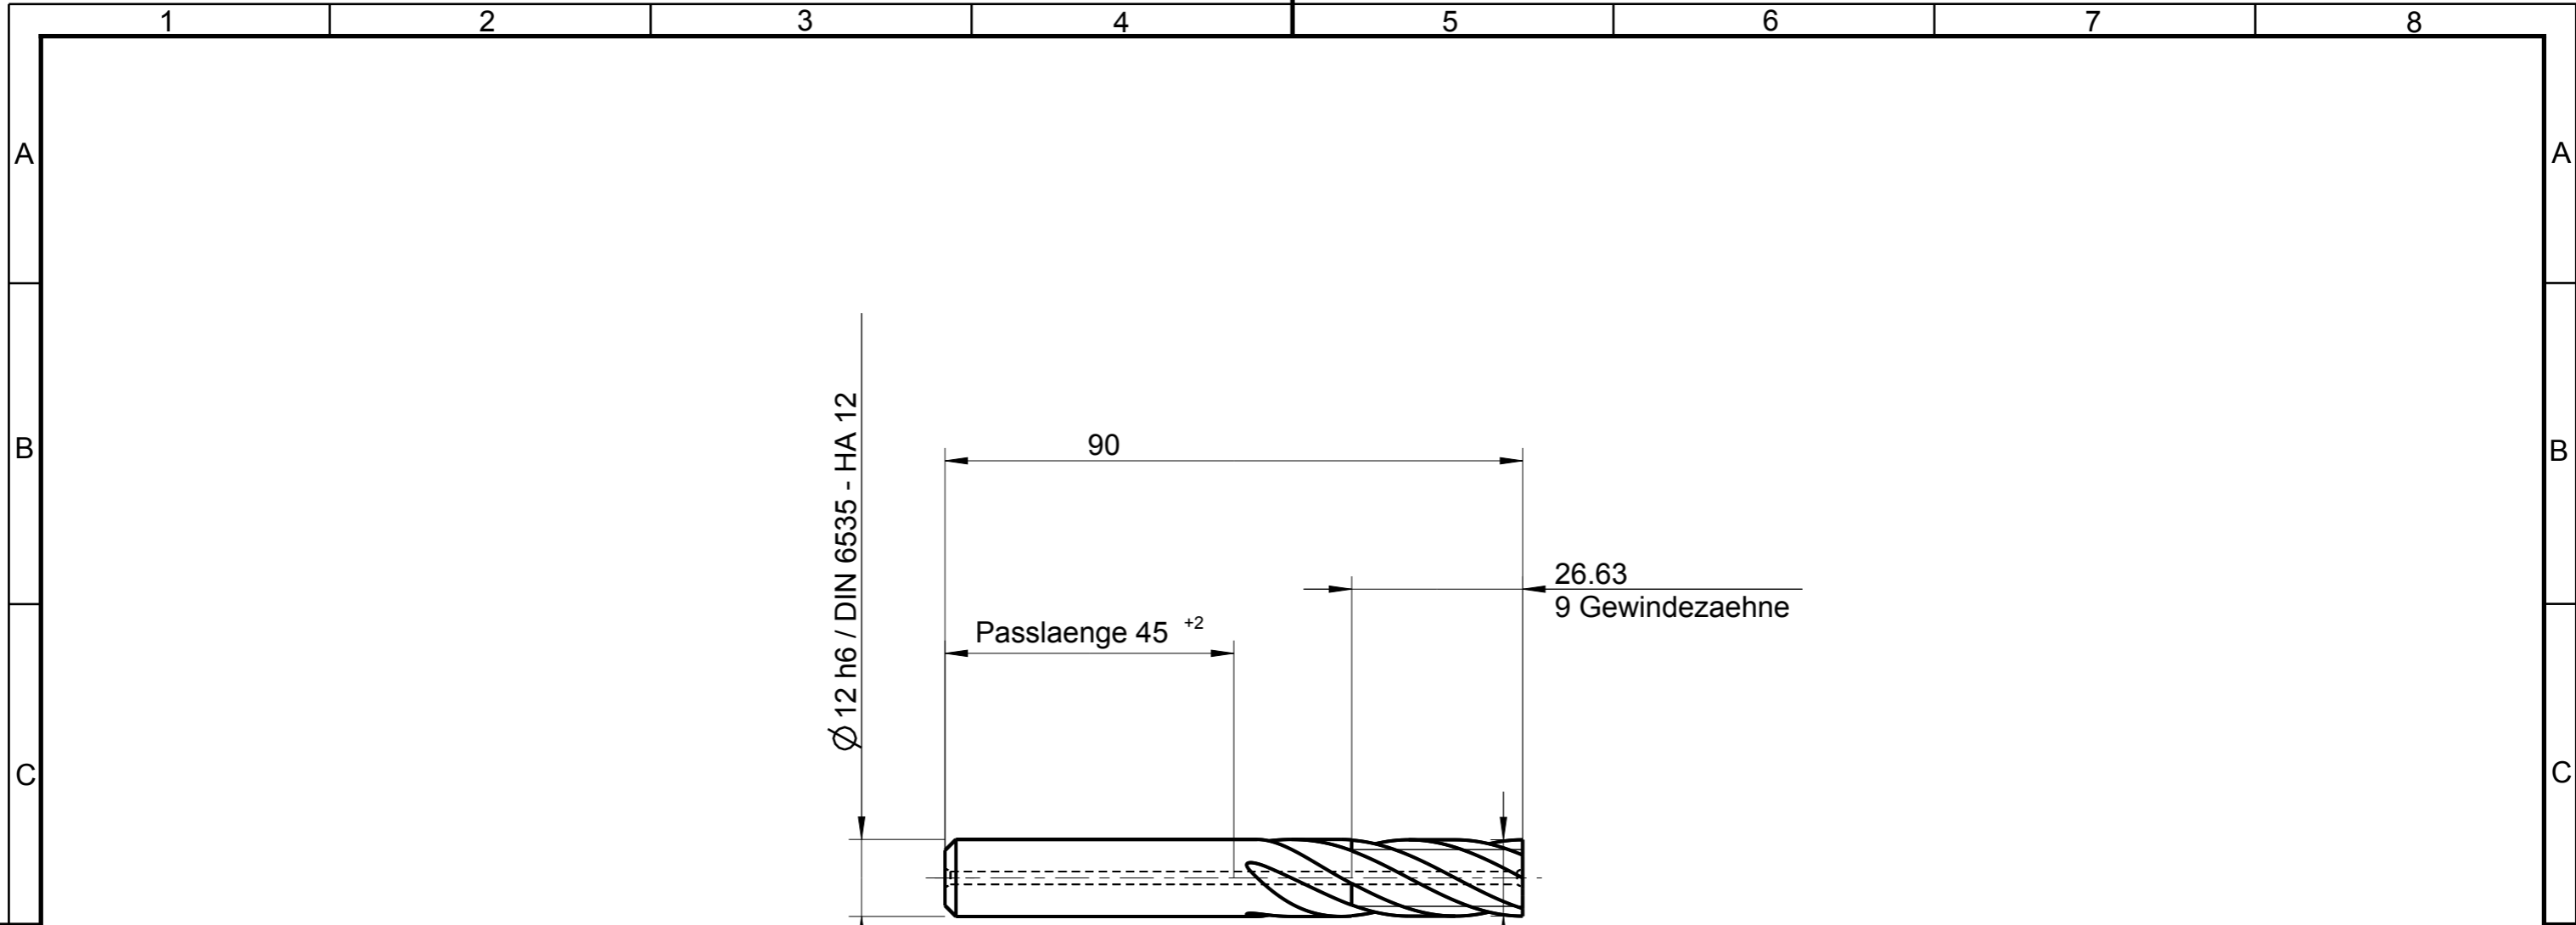 1 2 3 4 5 6 7 8
A A
Ø 12 h6 / DIN 6535 - HA 12
90
B B
26.63
9 Gewindezaehne
Passlaenge 45 +2
C C